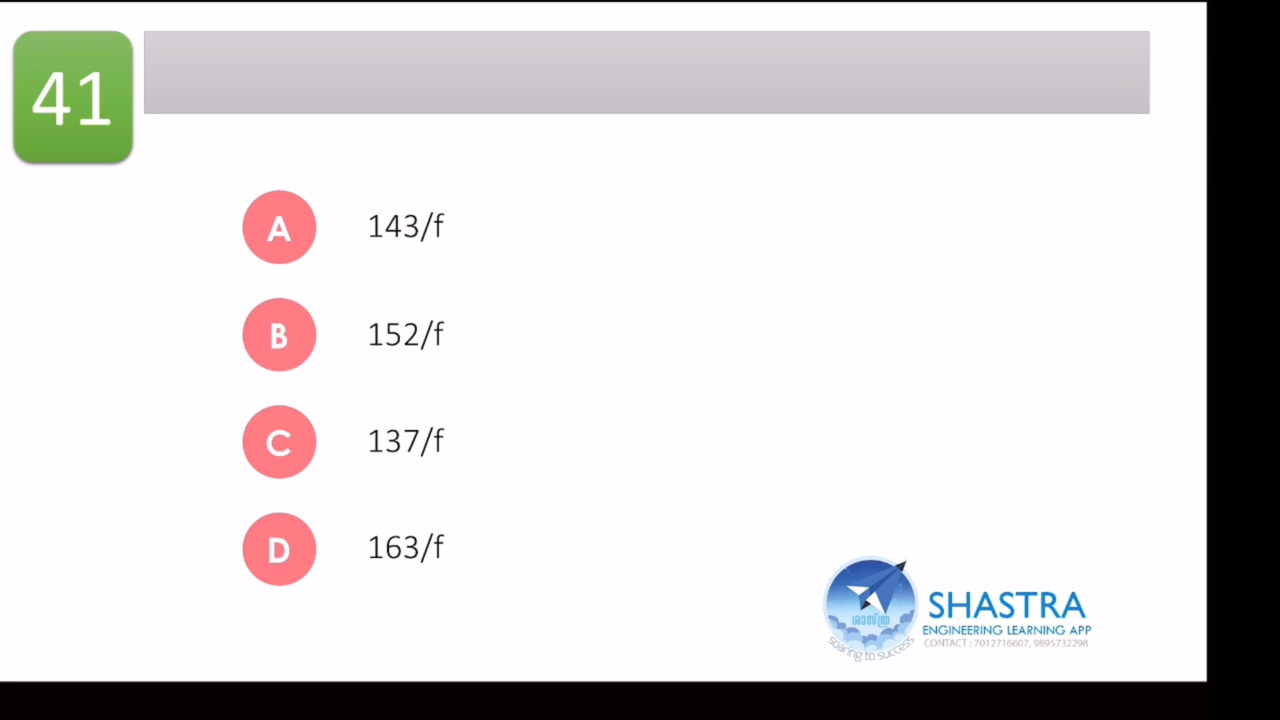 41
A 143/f
B 152/f
C 137/f
D 163/f
ശാസ്ത്ര
soaring to success
SHASTRA
ENGINEERING LEARNING APP
CONTACT : 7012716607, 9895732298